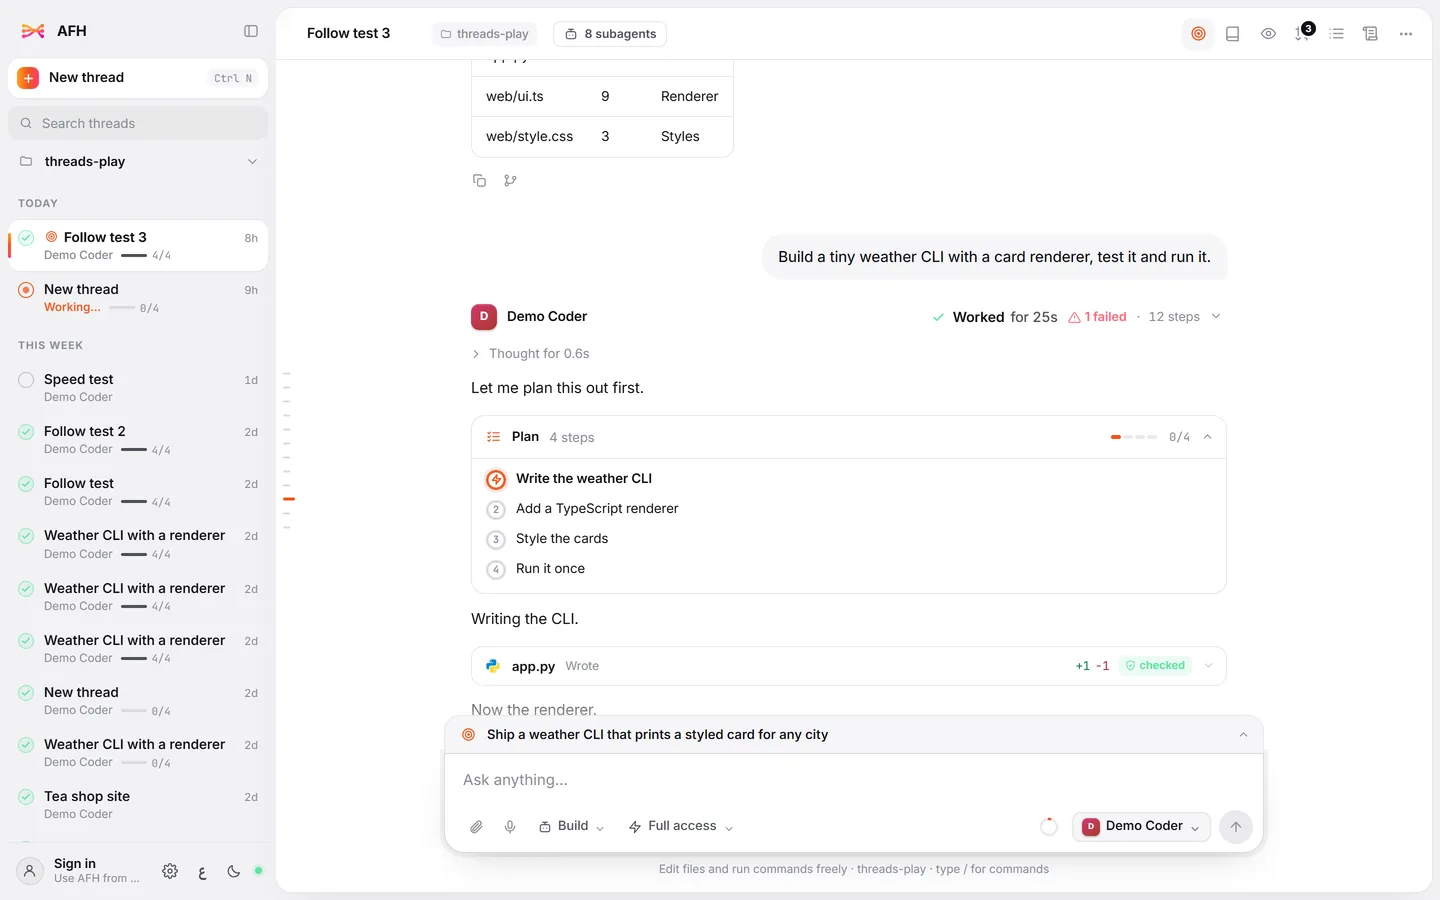 AFH
New thread
Ctrl N
Search threads
threads-play
TODAY
Follow test 3
8h
Demo Coder
4/4
New thread
9h
Working...
0/4
THIS WEEK
Speed test
1d
Demo Coder
Follow test 2
2d
Demo Coder
4/4
Follow test
2d
Demo Coder
4/4
Weather CLI with a renderer
2d
Demo Coder
4/4
Weather CLI with a renderer
2d
Demo Coder
4/4
Weather CLI with a renderer
2d
Demo Coder
4/4
New thread
2d
Demo Coder
0/4
Weather CLI with a renderer
2d
Demo Coder
0/4
Tea shop site
2d
Demo Coder
Sign in
Use AFH from ...
ع
Follow test 3
threads-play
8 subagents
3
web/ui.ts 9 Renderer
web/style.css 3 Styles
Build a tiny weather CLI with a card renderer, test it and run it.
D Demo Coder
Worked for 25s 1 failed · 12 steps
Thought for 0.6s
Let me plan this out first.
Plan 4 steps
0/4
Write the weather CLI
2 Add a TypeScript renderer
3 Style the cards
4 Run it once
Writing the CLI.
app.py Wrote
+1 -1 checked
Now the renderer.
Ship a weather CLI that prints a styled card for any city
Ask anything...
Build
Full access
D Demo Coder
Edit files and run commands freely · threads-play · type / for commands